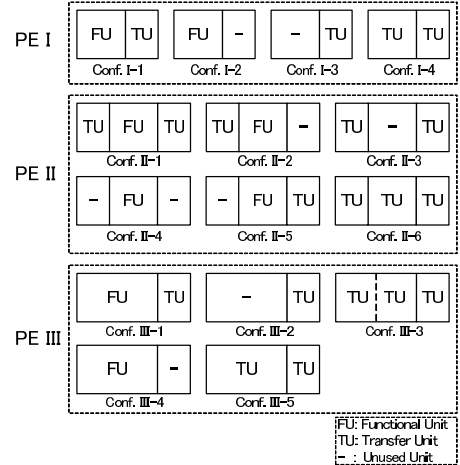 PE I
FU TU FU - - TU TU TU
Conf. I-1 Conf. I-2 Conf. I-3 Conf. I-4
PE II
TU FU TU TU FU - TU - TU
Conf. II-1 Conf. II-2 Conf. II-3
- FU - - FU TU TU TU TU
Conf. II-4 Conf. II-5 Conf. II-6
PE III
FU TU - TU TU TU TU
Conf. III-1 Conf. III-2 Conf. III-3
FU - TU TU
Conf. III-4 Conf. III-5
FU: Functional Unit
TU: Transfer Unit
- : Unused Unit